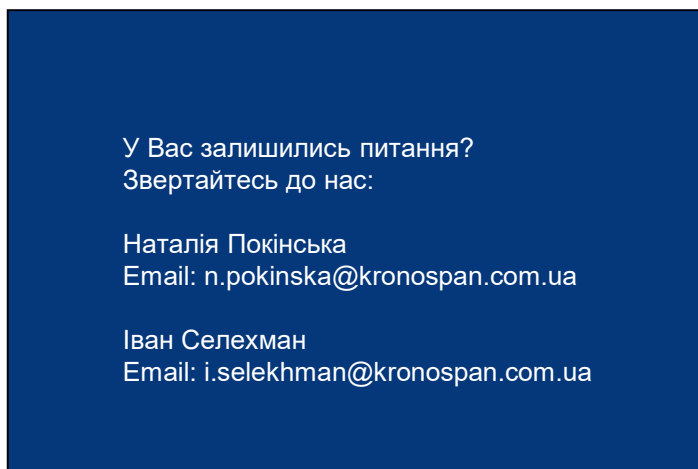 У Вас залишились питання?
Звертайтесь до нас:
Наталія Покінська
Email: n.pokinska@kronospan.com.ua
Іван Селехман
Email: i.selekhman@kronospan.com.ua